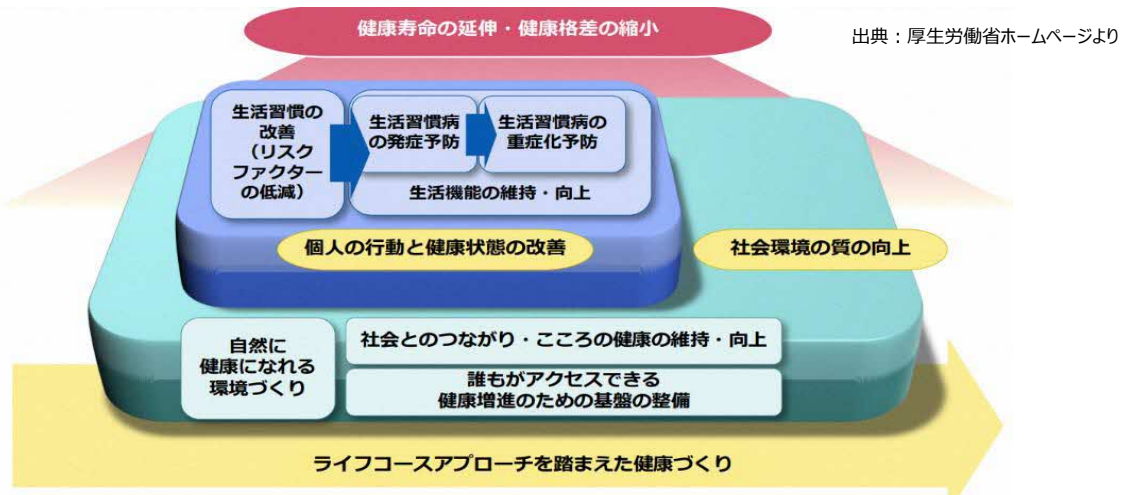 健康寿命の延伸・健康格差の縮小
出典：厚生労働省ホームページより
生活習慣の
改善
（リスク
ファクター
の低減）
生活習慣病
の発症予防
生活習慣病の
重症化予防
生活機能の維持・向上
個人の行動と健康状態の改善
社会環境の質の向上
自然に
健康になれる
環境づくり
社会とのつながり・こころの健康の維持・向上
誰もがアクセスできる
健康増進のための基盤の整備
ライフコースアプローチを踏まえた健康づくり